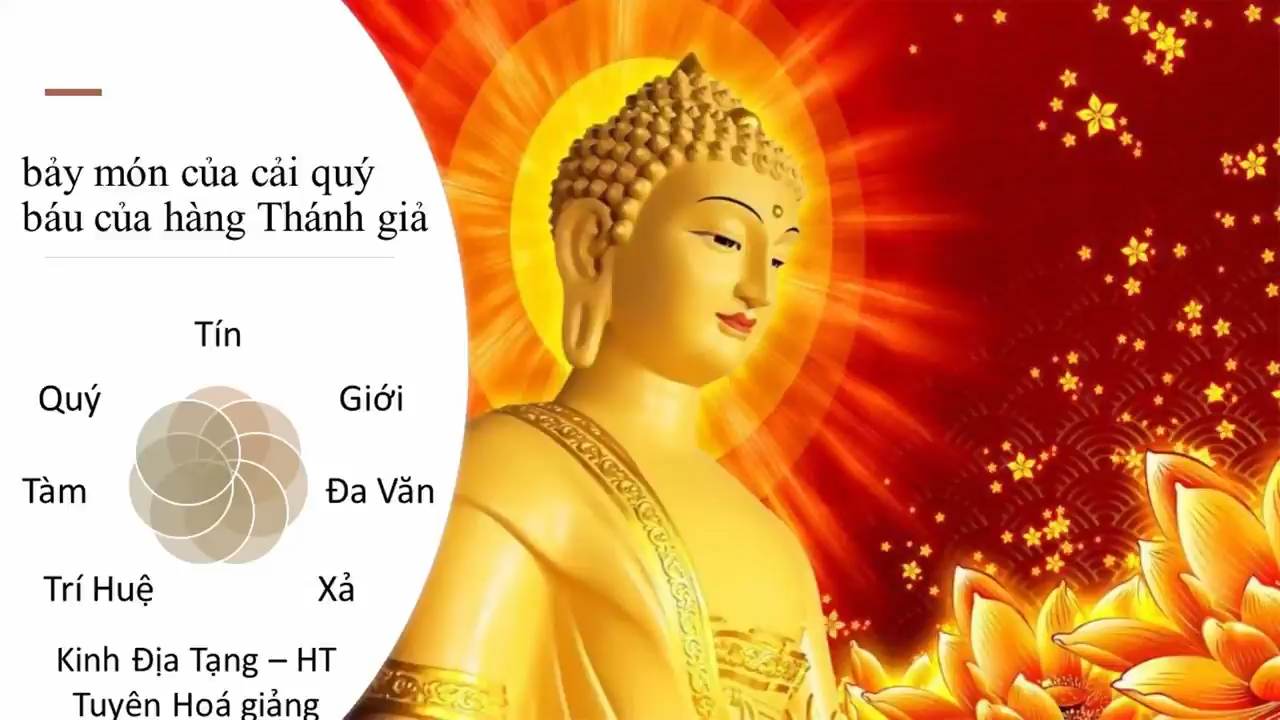 bảy món của cải quý
báu của hàng Thánh giả
Tín
Quý
Giới
Tàm
Đa Văn
Trí Huệ
Xả
Kinh Địa Tạng – HT
Tuyên Hoá giảng